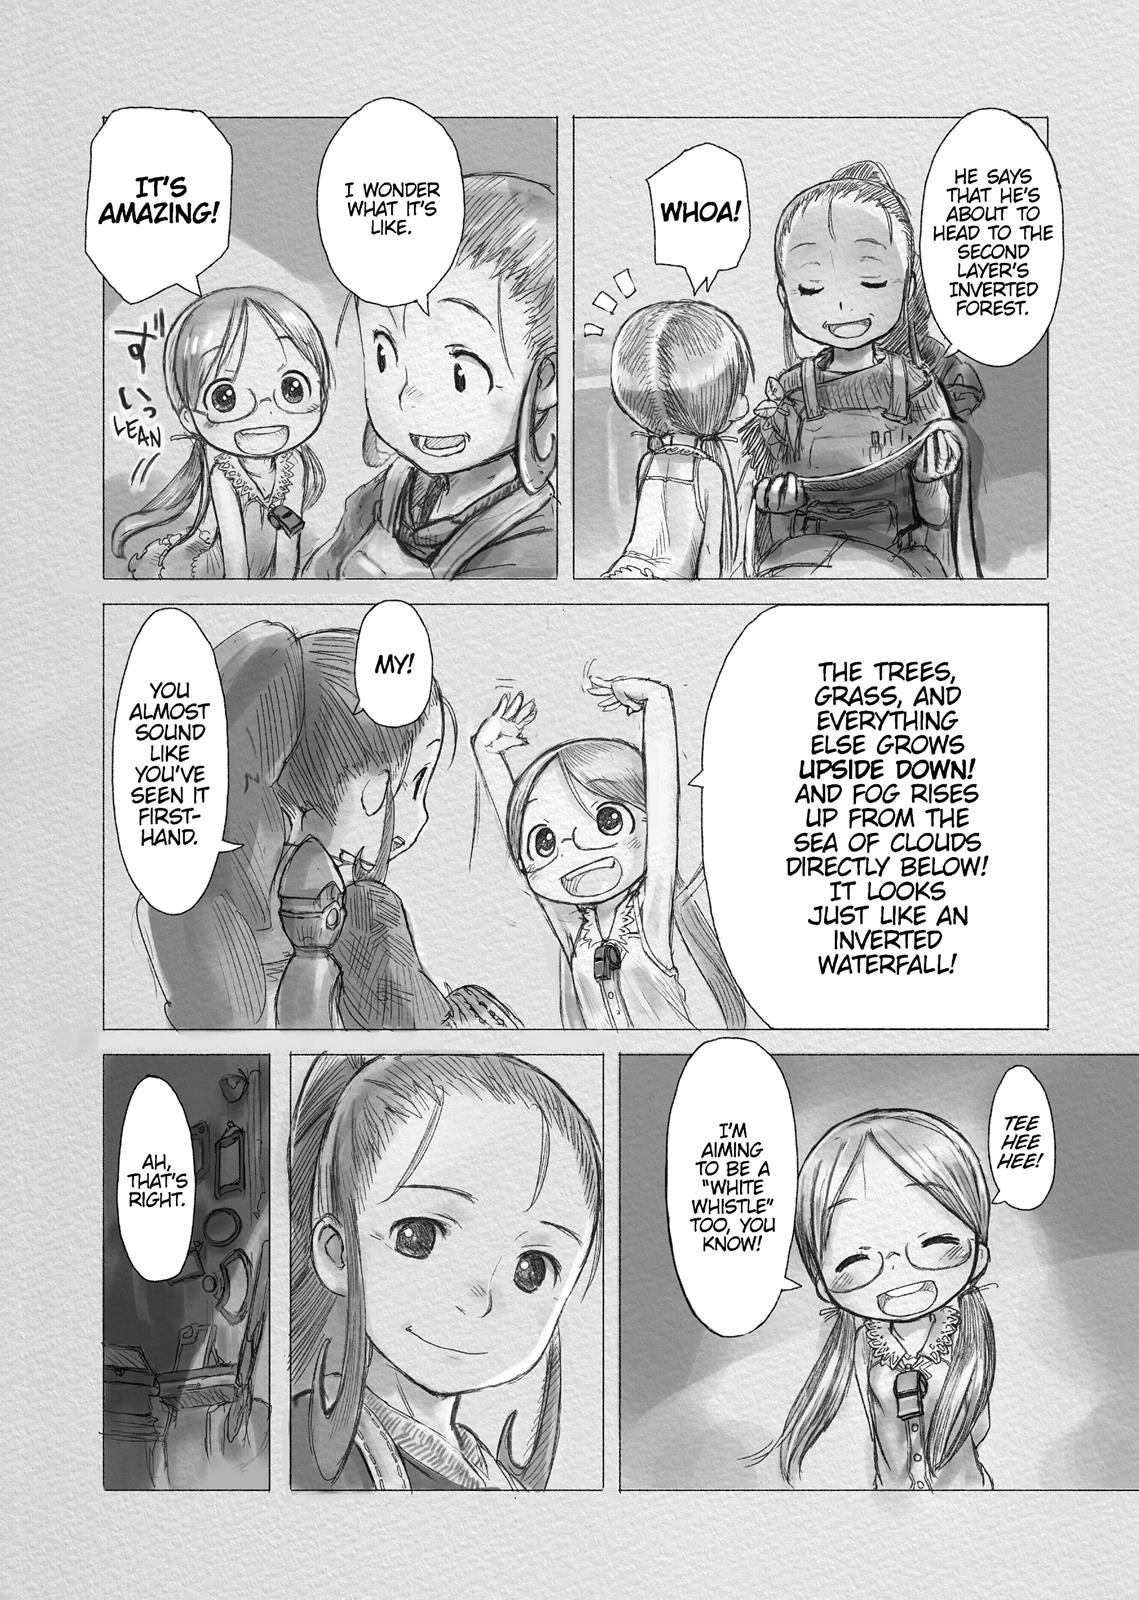 HE SAYS
THAT HE'S
ABOUT TO
HEAD TO THE
SECOND
LAYER'S
INVERTED
FOREST.
WHOA!
I WONDER
WHAT IT'S
LIKE.
IT'S
AMAZING!
ずいっ
LEAN
THE TREES,
GRASS, AND
EVERYTHING
ELSE GROWS
UPSIDE DOWN!
AND FOG RISES
UP FROM THE
SEA OF CLOUDS
DIRECTLY BELOW!
IT LOOKS
JUST LIKE AN
INVERTED
WATERFALL!
MY!
YOU
ALMOST
SOUND
LIKE
YOU'VE
SEEN IT
FIRST-
HAND.
TEE
HEE
HEE!
I'M
AIMING
TO BE A
"WHITE
WHISTLE"
TOO, YOU
KNOW!
AH,
THAT'S
RIGHT.